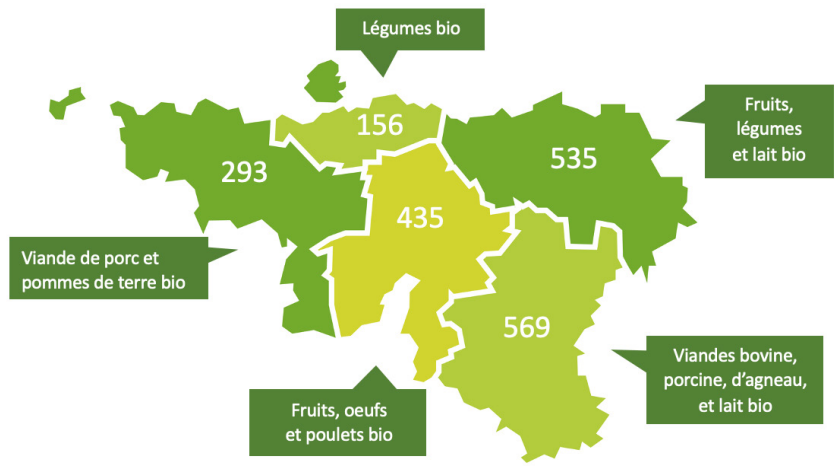 Légumes bio
156
Fruits,
légumes
et lait bio
535
293
435
Viande de porc et
pommes de terre bio
569
Viandes bovine,
porcine, d'agneau,
et lait bio
Fruits, oeufs
et poulets bio